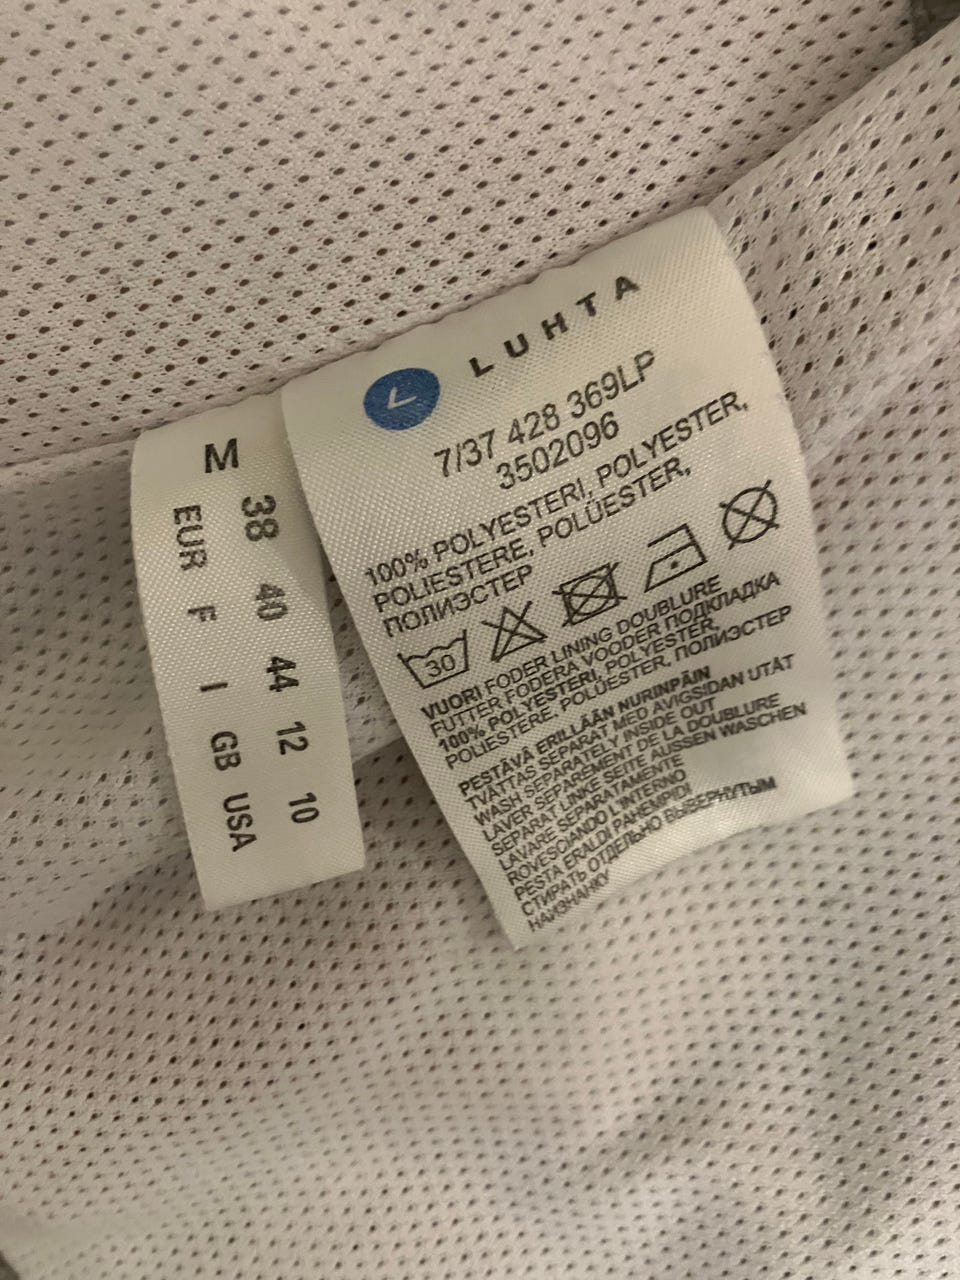 M
EUR 38
F 40
I 44
GB 12
USA 10
L LUHTA
7/37 428 369LP
3502096
100% POLYESTERI, POLYESTER,
POLIESTERE, POLÜESTER,
ПОЛИЭСТЕР
30
VUORI FODER LINING DOUBLURE
FUTTER FODERA VOODER ПОДКЛАДКА
100% POLYESTERI, POLYESTER,
POLIESTERE, POLÜESTER, ПОЛИЭСТЕР
PESTÄVÄ ERILLÄÄN NURINPÄIN
TVÄTTAS SEPARAT MED AVIGSIDAN UTÅT
WASH SEPARATELY INSIDE OUT
LAVER SÉPARÉMENT DE LA DOUBLURE
SEPARAT LINKE SEITE AUSSEN WASCHEN
LAVARE SEPARATAMENTE
ROVESCIANDO L'INTERNO
PESTA ERALDI PAHEMPIDI
СТИРАТЬ ОТДЕЛЬНО ВЫВЕРНУТЫМ
НАИЗНАНКУ